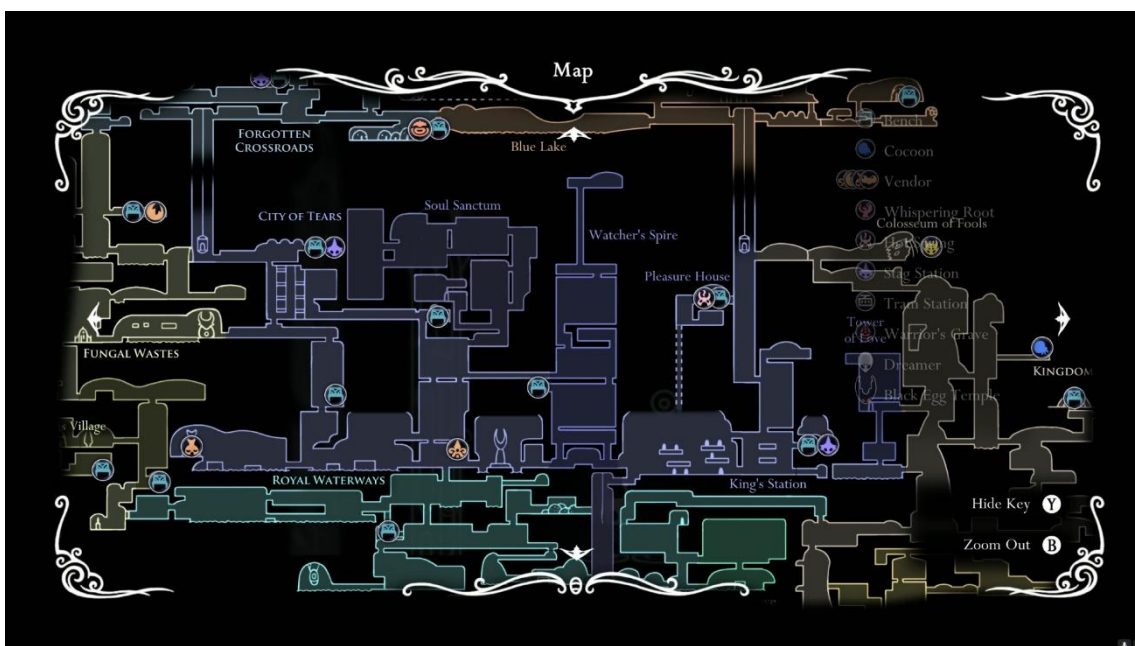 Map
FORGOTTEN
CROSSROADS
Blue Lake
Bench
Cocoon
Vendor
Whispering Root
Colosseum of Fools
CITY OF TEARS
Soul Sanctum
Watcher's Spire
Pleasure House
Stag Station
Tram Station
Tower
of Love
Warrior's Grave
FUNGAL WASTES
Dreamer
KINGDOM
Black Egg Temple
Village
ROYAL WATERWAYS
King's Station
Hide Key Y
Zoom Out B